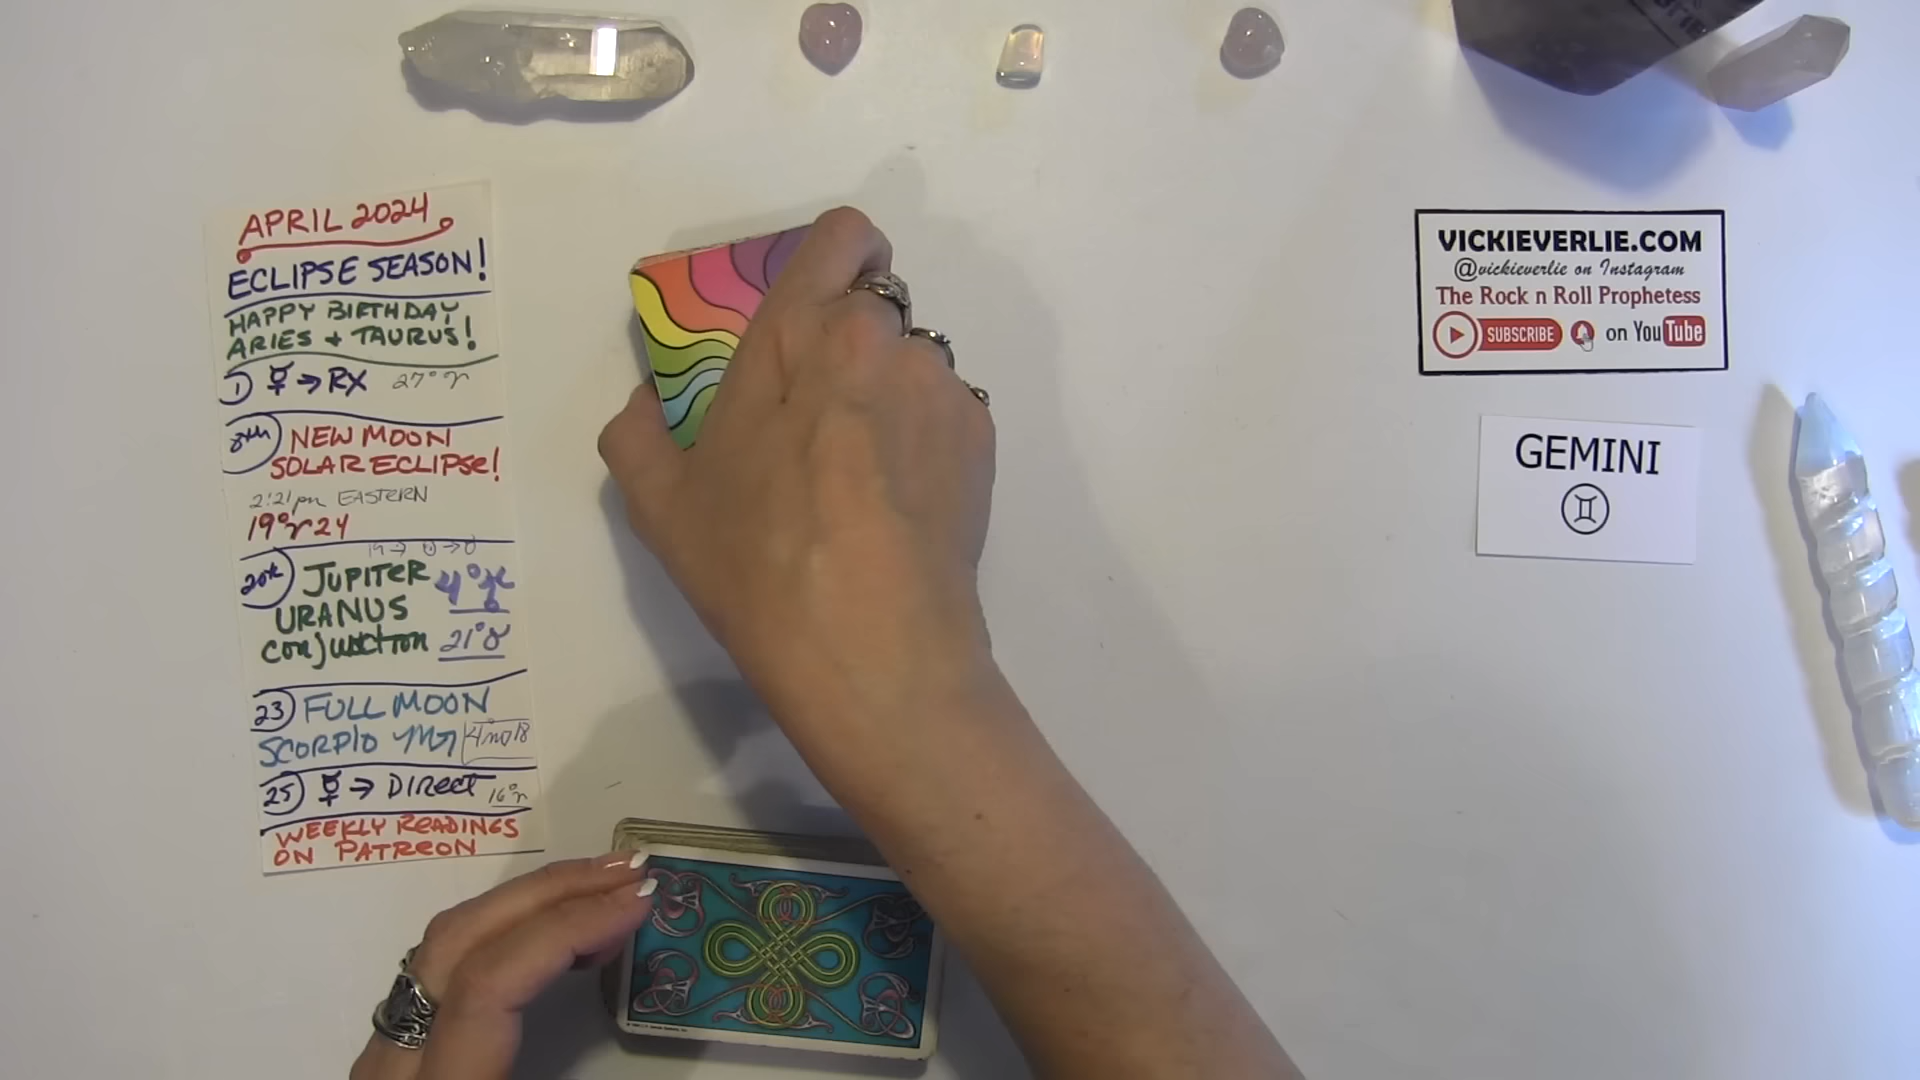 APRIL 2024
ECLIPSE SEASON!
HAPPY BIRTHDAY
ARIES + TAURUS!
1 ☿ → RX 27° ♈
8th NEW MOON
SOLAR ECLIPSE!
2:21pm EASTERN
19° ♈ 24
20th JUPITER
URANUS
conjunction 21° ♉
23 FULL MOON
SCORPIO ♏
25 ☿ → DIRECT 16° ♈
WEEKLY READINGS
ON PATREON
VICKIEVERLIE.COM
@vickieverlie on Instagram
The Rock n Roll Prophetess
SUBSCRIBE on YouTube
GEMINI
♊